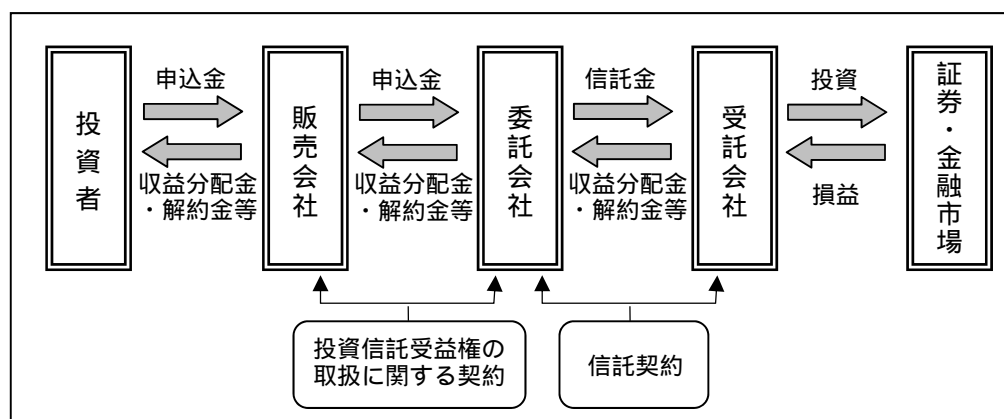 投資者
申込金
収益分配金
・解約金等
販売会社
申込金
収益分配金
・解約金等
委託会社
信託金
収益分配金
・解約金等
受託会社
投資
損益
証券・金融市場
投資信託受益権の
取扱に関する契約
信託契約